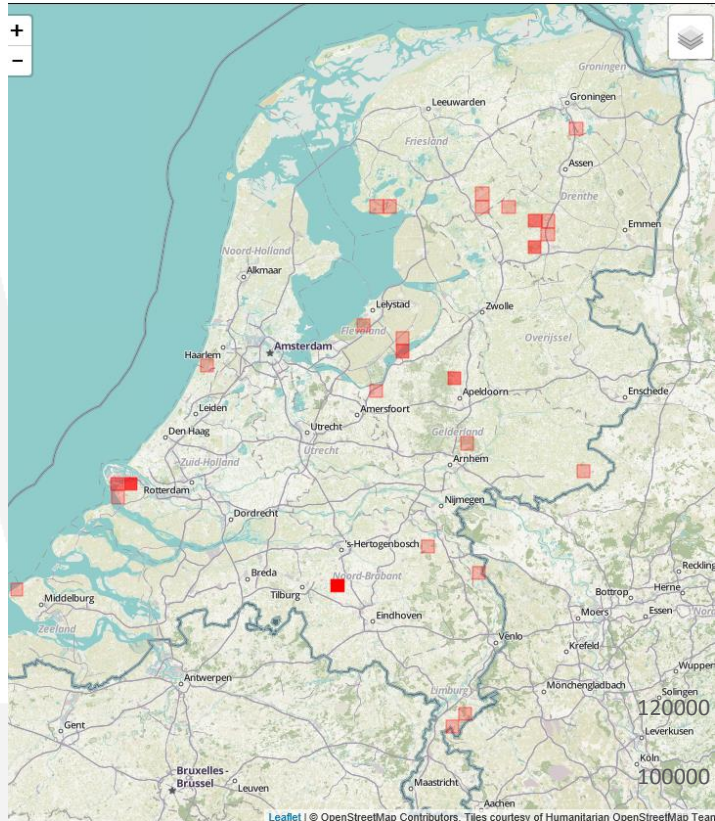 +
−
Groningen
Leeuwarden
Groningen
Friesland
Assen
Drenthe
Emmen
Noord-Holland
Alkmaar
Lelystad
Zwolle
Flevoland
Overijssel
Haarlem
Amsterdam
Apeldoorn
Enschede
Leiden
Amersfoort
Den Haag
Utrecht
Gelderland
Utrecht
Zuid-Holland
Arnhem
Rotterdam
Nijmegen
Dordrecht
's-Hertogenbosch
Reckling
Breda
Noord-Brabant
Herne
Tilburg
Bottrop
Middelburg
Essen
Eindhoven
Moers
Zeeland
Venlo
Krefeld
Wupper
Antwerpen
Limburg
Mönchengladbach
Solingen
120000
Gent
Leverkusen
Köln
Bruxelles -
Brussel
100000
Leuven
Maastricht
Aachen
Leaflet | © OpenStreetMap Contributors. Tiles courtesy of Humanitarian OpenStreetMap Team